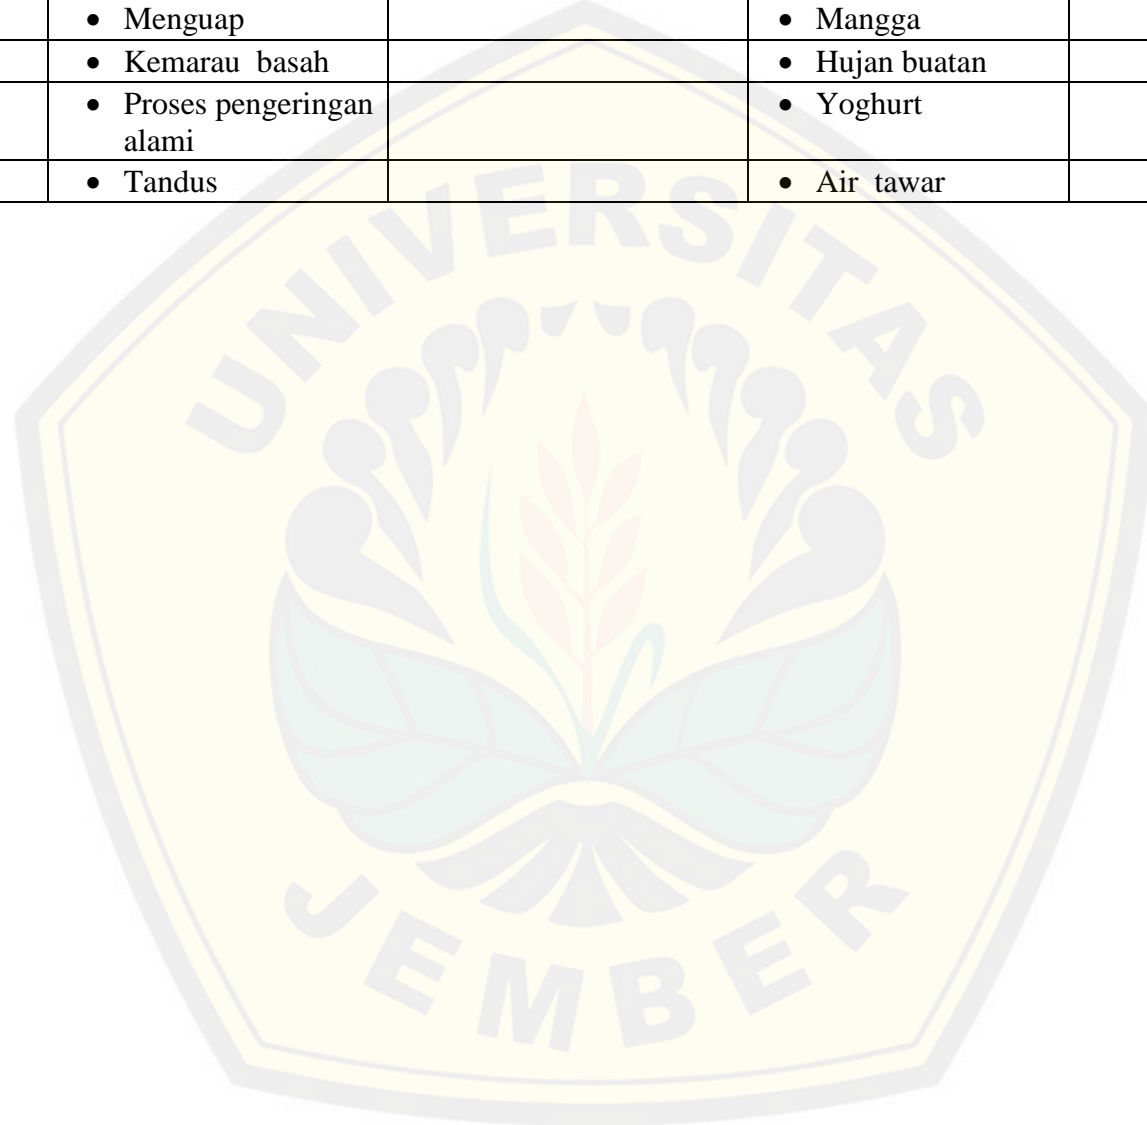 • Menguap • Mangga
• Kemarau basah • Hujan buatan
• Proses pengeringan • Yoghurt
alami
• Tandus • Air tawar
UNIVERSITAS
JEMBER